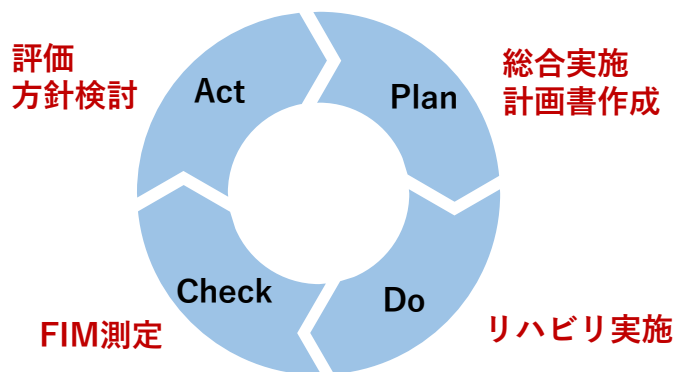 評価
方針検討
Act
Plan
総合実施
計画書作成
Check
Do
FIM測定
リハビリ実施